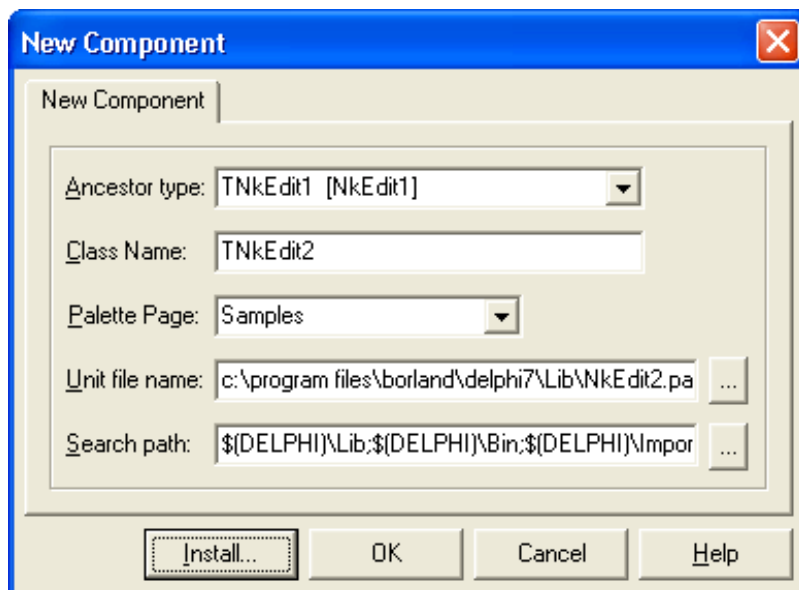 New Component
New Component
Ancestor type: TNkEdit1 [NkEdit1]
Class Name: TNkEdit2
Palette Page: Samples
Unit file name: c:\program files\borland\delphi7\Lib\NkEdit2.pa ...
Search path: $(DELPHI)\Lib;$(DELPHI)\Bin;$(DELPHI)\Impor ...
Install... OK Cancel Help